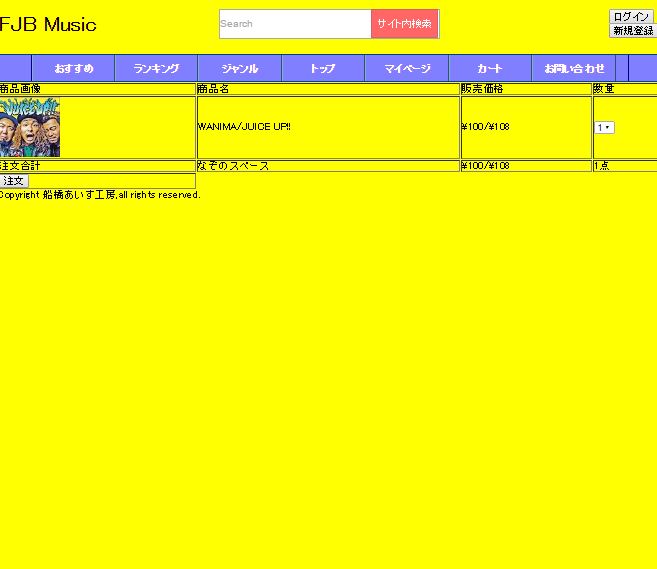 FJB Music
Search サイト内検索
ログイン
新規登録
おすすめ ランキング ジャンル トップ マイページ カート お問い合わせ
商品画像 商品名 販売価格 数量
JUICE UP!!
WANIMA/JUICE UP!! ¥100/¥108 1
注文合計 なぞのスペース ¥100/¥108 1点
注文
Copyright 船橋あいす工房,all rights reserved.